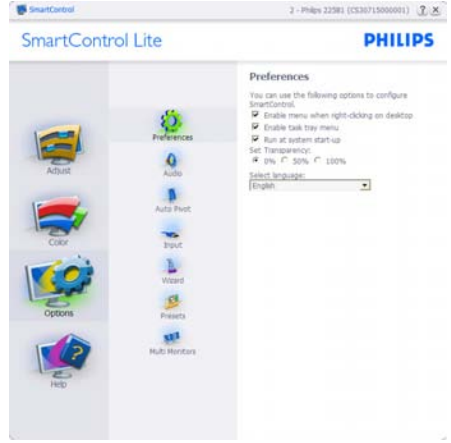 SmartControl
2 - Philips 225B1 (CS30715000001) ? X
SmartControl Lite
PHILIPS
Adjust
Color
Options
Help
Preferences
Audio
Auto Pivot
Input
Wizard
Presets
Multi Monitors
Preferences
You can use the following options to configure
SmartControl.
Enable menu when right-clicking on desktop
Enable task tray menu
Run at system start-up
Set Transparency:
0% 50% 100%
Select language:
English